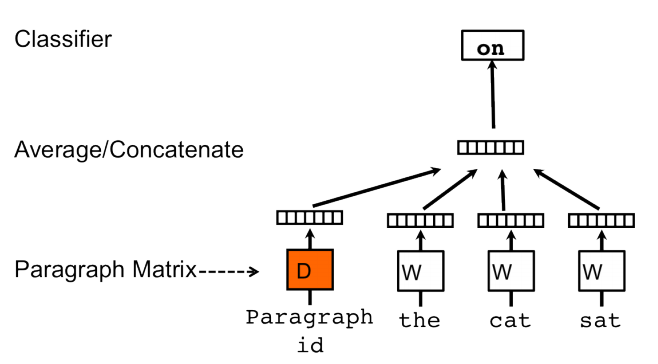 Classifier
on
Average/Concatenate
Paragraph Matrix
D
W
W
W
Paragraph
id
the
cat
sat